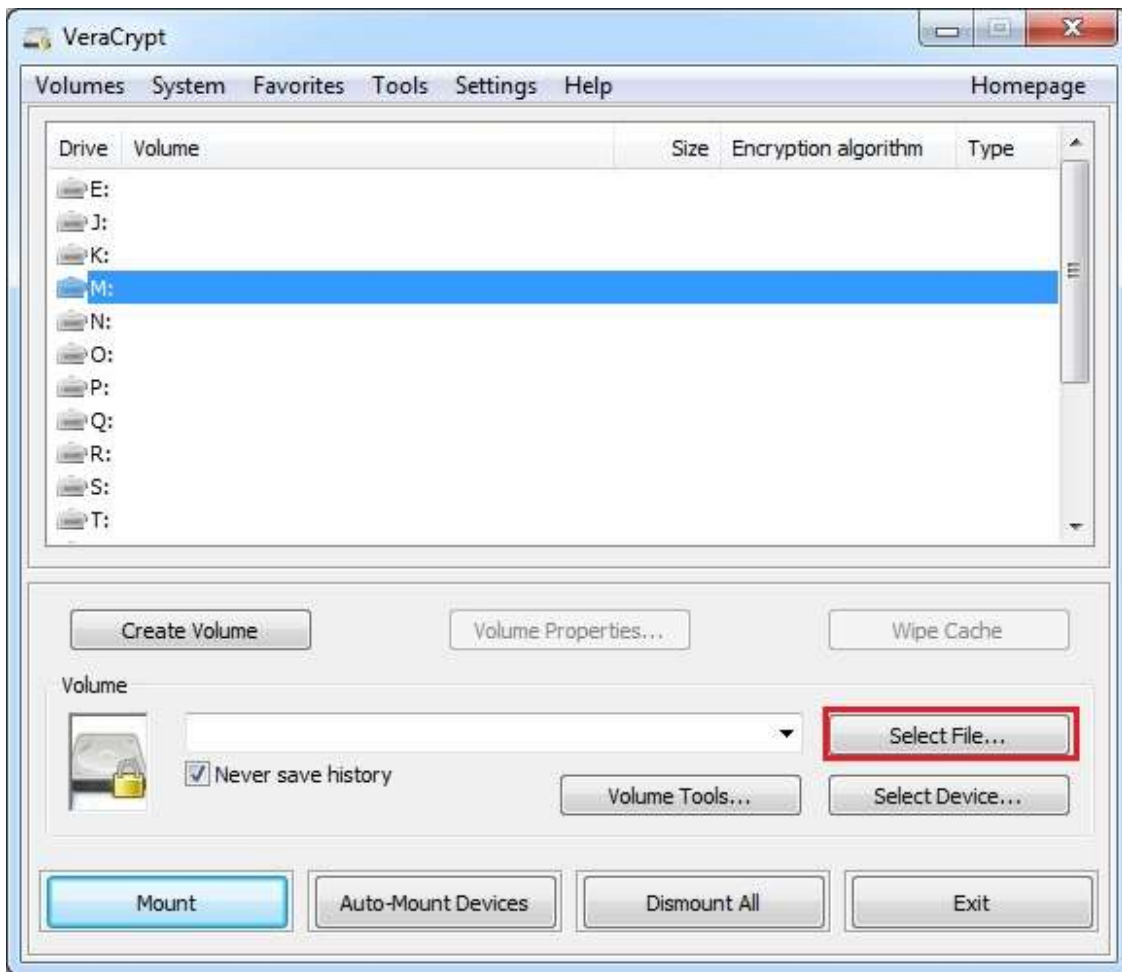 VeraCrypt
Volumes System Favorites Tools Settings Help Homepage
Drive Volume Size Encryption algorithm Type
E:
J:
K:
M:
N:
O:
P:
Q:
R:
S:
T:
Create Volume Volume Properties... Wipe Cache
Volume
Select File...
Never save history
Volume Tools... Select Device...
Mount Auto-Mount Devices Dismount All Exit